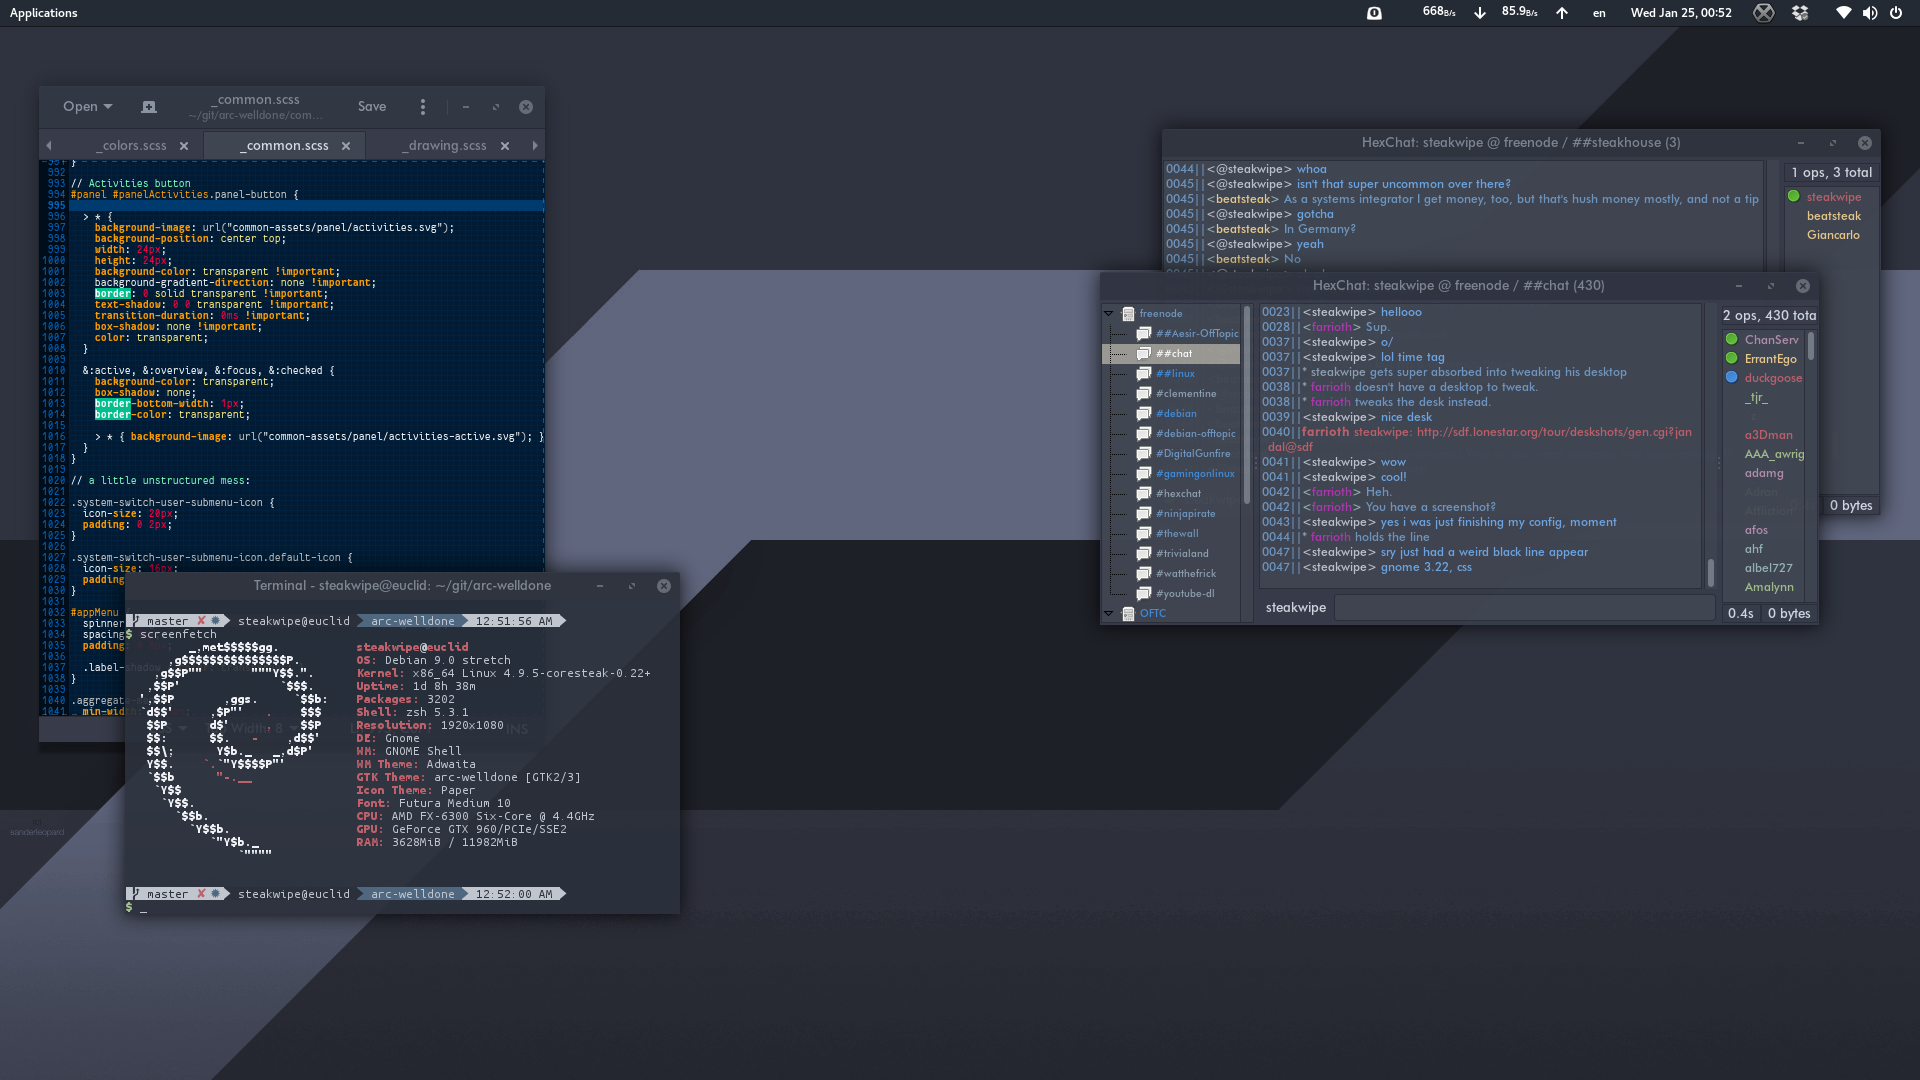 Applications
668B/s
85.9B/s
en
Wed Jan 25, 00:52
Open
_common.scss
~/git/arc-welldone/com...
Save
_colors.scss
_common.scss
_drawing.scss
991 }
992
993 // Activities button
994 #panel #panelActivities.panel-button {
995
996 > * {
997 background-image: url("common-assets/panel/activities.svg");
998 background-position: center top;
999 width: 24px;
1000 height: 24px;
1001 background-color: transparent !important;
1002 background-gradient-direction: none !important;
1003 border: 0 solid transparent !important;
1004 text-shadow: 0 0 transparent !important;
1005 transition-duration: 0ms !important;
1006 box-shadow: none !important;
1007 color: transparent;
1008 }
1009
1010 &:active, &:overview, &:focus, &:checked {
1011 background-color: transparent;
1012 box-shadow: none;
1013 border-bottom-width: 1px;
1014 border-color: transparent;
1015
1016 > * { background-image: url("common-assets/panel/activities-active.svg"); }
1017 }
1018 }
1019
1020 // a little unstructured mess:
1021
1022 .system-switch-user-submenu-icon {
1023 icon-size: 20px;
1024 padding: 0 2px;
1025 }
1026
1027 .system-switch-user-submenu-icon.default-icon {
1028 icon-size: 16px;
1029 padding
1030 }
1031
1032 #appMenu
1033 spinner
1034 spacing
1035 padding
1036
1037 .label-shadow
1038 }
1039
1040 .aggregate
1041 min-width
Width: 8
INS
Terminal - steakwipe@euclid: ~/git/arc-welldone
master ✘ steakwipe@euclid arc-welldone 12:51:56 AM
$ screenfetch
steakwipe@euclid
OS: Debian 9.0 stretch
Kernel: x86_64 Linux 4.9.5-coresteak-0.22+
Uptime: 1d 8h 38m
Packages: 3202
Shell: zsh 5.3.1
Resolution: 1920x1080
DE: Gnome
WM: GNOME Shell
WM Theme: Adwaita
GTK Theme: arc-welldone [GTK2/3]
Icon Theme: Paper
Font: Futura Medium 10
CPU: AMD FX-6300 Six-Core @ 4.4GHz
GPU: GeForce GTX 960/PCIe/SSE2
RAM: 3628MiB / 11982MiB
master ✘ steakwipe@euclid arc-welldone 12:52:00 AM
$ _
sanderleopard
HexChat: steakwipe @ freenode / ##steakhouse (3)
0044||<@steakwipe> whoa
0045||<@steakwipe> isn't that super uncommon over there?
0045||<beatsteak> As a systems integrator I get money, too, but that's hush money mostly, and not a tip
0045||<@steakwipe> gotcha
0045||<beatsteak> In Germany?
0045||<@steakwipe> yeah
0045||<beatsteak> No
1 ops, 3 total
steakwipe
beatsteak
Giancarlo
0 bytes
HexChat: steakwipe @ freenode / ##chat (430)
freenode
##Aesir-OffTopic
##chat
##linux
#clementine
#debian
#debian-offtopic
#DigitalGunfire
#gamingonlinux
#hexchat
#ninjapirate
#thewall
#trivialand
#watthefrick
#youtube-dl
OFTC
0023||<steakwipe> hellooo
0028||<farrioth> Sup.
0037||<steakwipe> o/
0037||<steakwipe> lol time tag
0037||* steakwipe gets super absorbed into tweaking his desktop
0038||* farrioth doesn't have a desktop to tweak.
0038||* farrioth tweaks the desk instead.
0039||<steakwipe> nice desk
0040||farrioth steakwipe: http://sdf.lonestar.org/tour/deskshots/gen.cgi?jan
dal@sdf
0041||<steakwipe> wow
0041||<steakwipe> cool!
0042||<farrioth> Heh.
0042||<farrioth> You have a screenshot?
0043||<steakwipe> yes i was just finishing my config, moment
0044||* farrioth holds the line
0047||<steakwipe> sry just had a weird black line appear
0047||<steakwipe> gnome 3.22, css
steakwipe
2 ops, 430 tota
ChanServ
ErrantEgo
duckgoose
_tjr_
a3Dman
AAA_awrig
adamg
Adran
Affliction
afos
ahf
albel727
Amalynn
0.4s
0 bytes